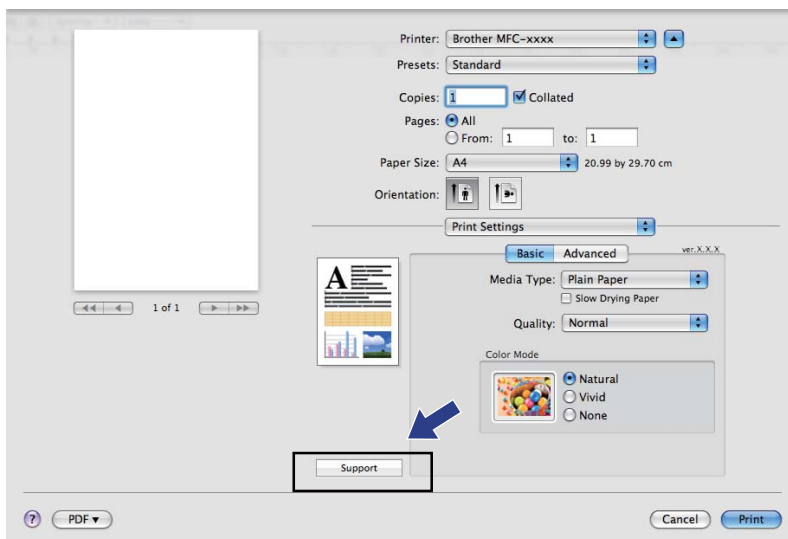 Printer: Brother MFC-xxxx
Presets: Standard
Copies: 1 Collated
Pages: All
From: 1 to: 1
Paper Size: A4 20.99 by 29.70 cm
Orientation:
Print Settings
Basic Advanced ver.X.X.X
Media Type: Plain Paper
Slow Drying Paper
Quality: Normal
Color Mode
Natural
Vivid
None
A
1 of 1
Support
? PDF▼ Cancel Print